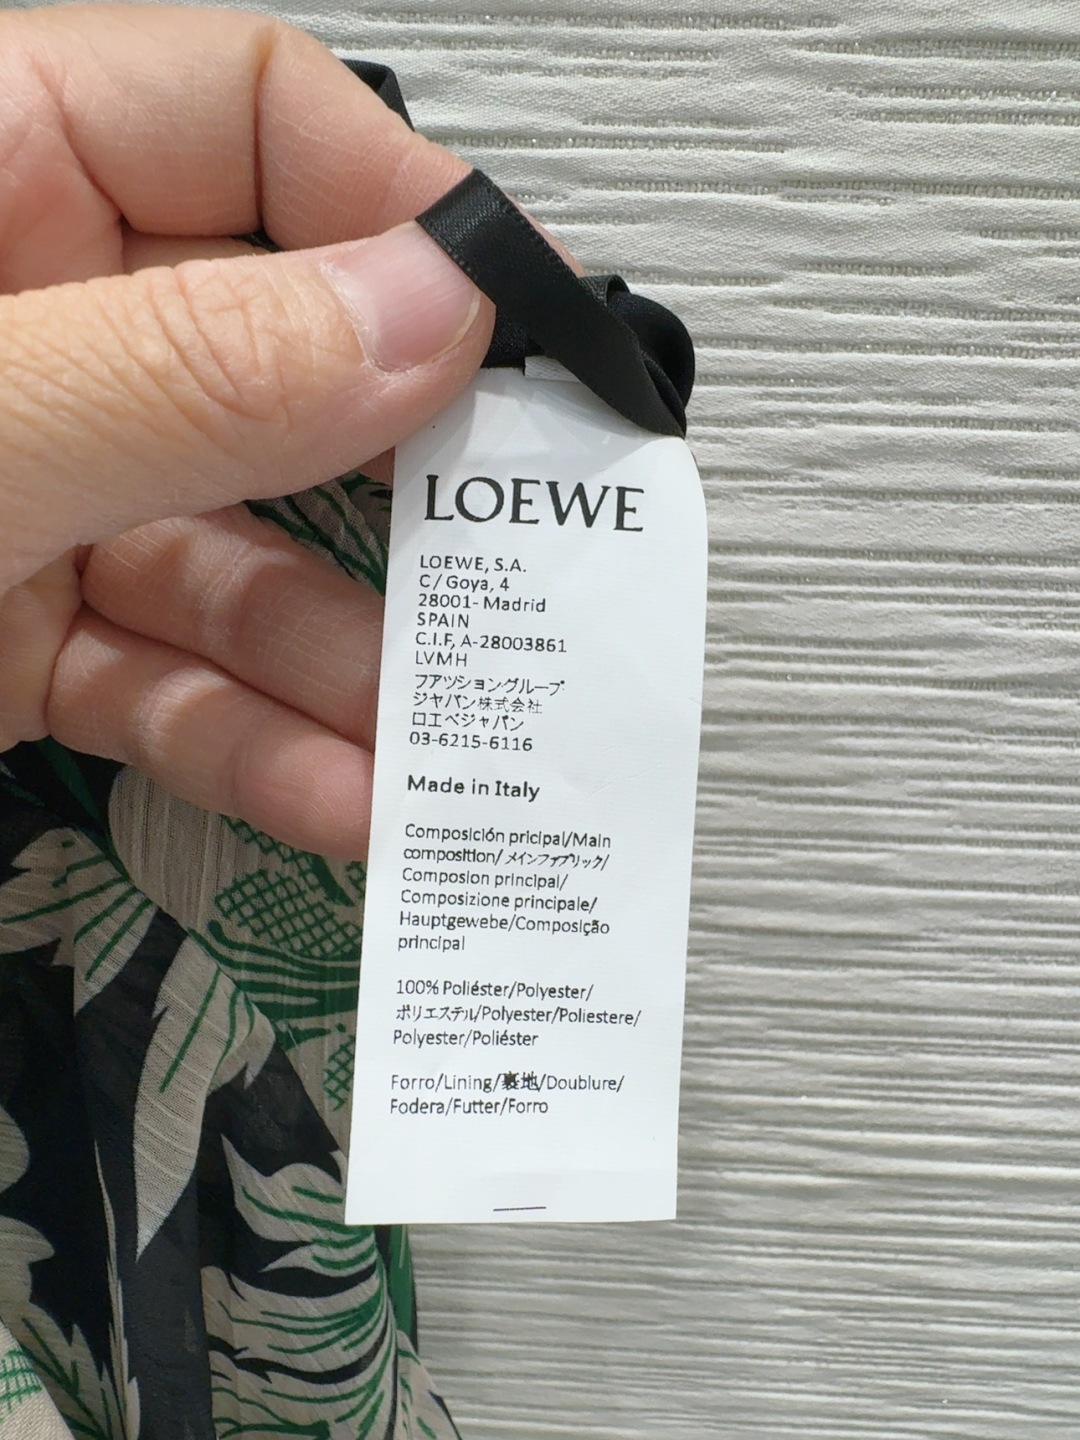 LOEWE
LOEWE, S.A.
C/ Goya, 4
28001- Madrid
SPAIN
C.I.F, A-28003861
LVMH
フアツショングループ
ジヤパン株式会社
ロエベジャパン
03-6215-6116
Made in Italy
Composición pricipal/Main
composition/メインファブリック/
Composion principal/
Composizione principale/
Hauptgewebe/Composição
principal
100% Poliéster/Polyester/
ポリエステル/Polyester/Poliestere/
Polyester/Poliéster
Forro/Lining/裏地/Doublure/
Fodera/Futter/Forro